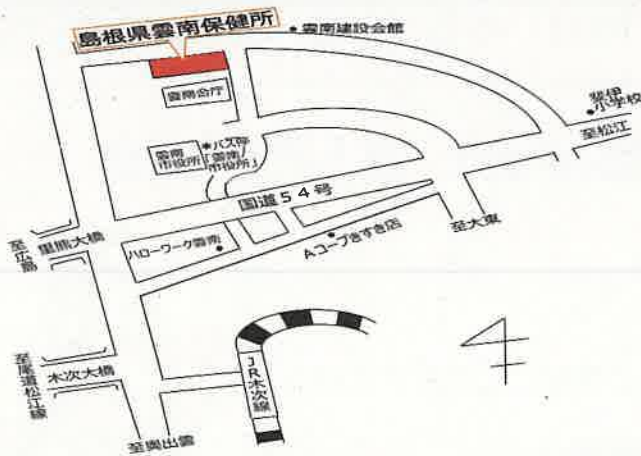 島根県雲南保健所
雲南建設会館
雲南合庁
斐伊
小学校
至松江
雲南
市役所
バス停
「雲南
市役所」
国道54号
至広島
里熊大橋
ハローワーク雲南
Aコープきすき店
至大東
至尾道松江線
木次大橋
JR木次線
至奥出雲